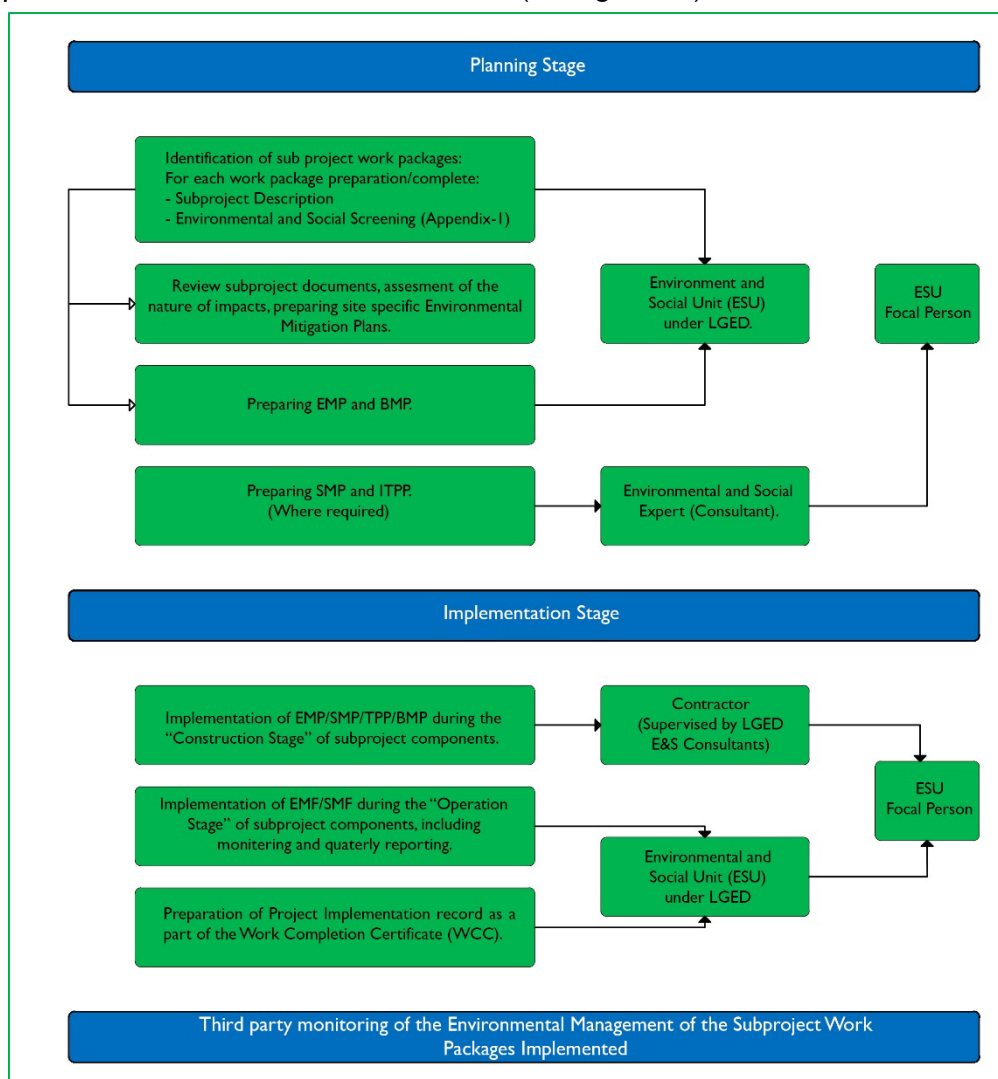 Planning Stage
Identification of sub project work packages:
For each work package preparation/complete:
- Subproject Description
- Environmental and Social Screening (Appendix-1)
Review subproject documents, assesment of the
nature of impacts, preparing site specific Environmental
Mitigation Plans.
Environment and
Social Unit (ESU)
under LGED.
ESU
Focal Person
Preparing EMP and BMP.
Preparing SMP and ITPP.
(Where required)
Environmental and Social
Expert (Consultant).
Implementation Stage
Implementation of EMP/SMP/TPP/BMP during the
“Construction Stage” of subproject components.
Contractor
(Supervised by LGED
E&S Consultants)
ESU
Focal Person
Implementation of EMF/SMF during the “Operation
Stage” of subproject components, including
monitering and quaterly reporting.
Environmental and
Social Unit (ESU)
under LGED
Preparation of Project Implementation record as a
part of the Work Completion Certificate (WCC).
Third party monitoring of the Environmental Management of the Subproject Work
Packages Implemented